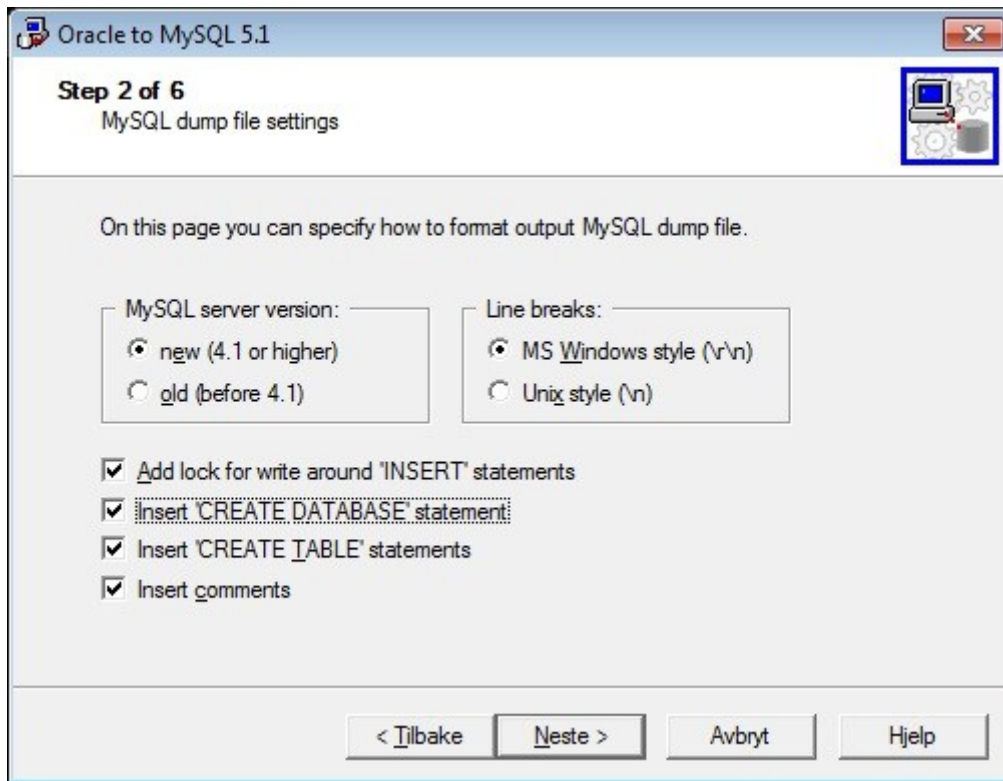 Oracle to MySQL 5.1
Step 2 of 6
MySQL dump file settings
On this page you can specify how to format output MySQL dump file.
MySQL server version:
new (4.1 or higher)
old (before 4.1)
Line breaks:
MS Windows style (\r\n)
Unix style (\n)
Add lock for write around "INSERT" statements
Insert "CREATE DATABASE" statement
Insert "CREATE TABLE" statements
Insert comments
< Tilbake
Neste >
Avbryt
Hjelp